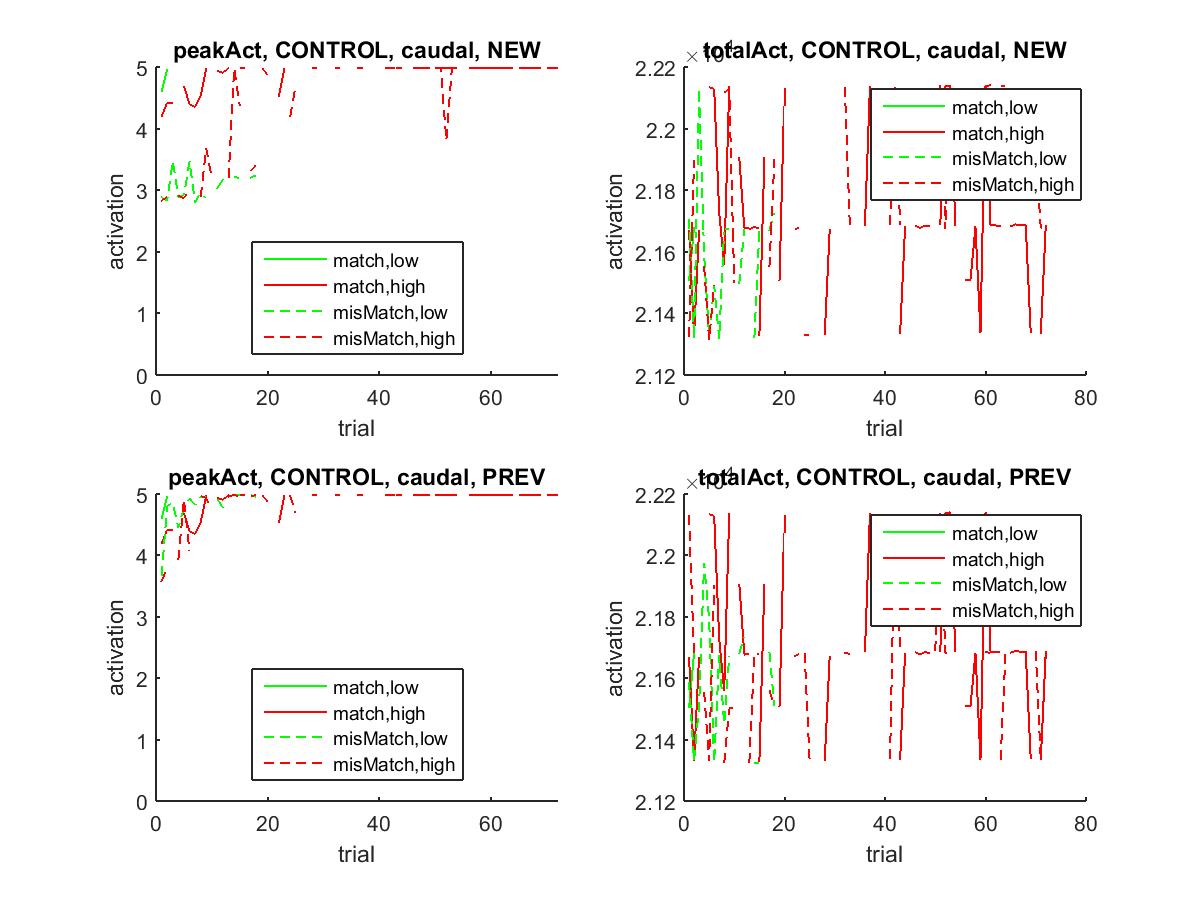 peakAct, CONTROL, caudal, NEW
5
4
3
2
1
0
activation
0 20 40 60
trial
match,low
match,high
misMatch,low
misMatch,high
totalAct, CONTROL, caudal, NEW
2.22
2.2
2.18
2.16
2.14
2.12
activation
0 20 40 60 80
trial
match,low
match,high
misMatch,low
misMatch,high
peakAct, CONTROL, caudal, PREV
5
4
3
2
1
0
activation
0 20 40 60
trial
match,low
match,high
misMatch,low
misMatch,high
totalAct, CONTROL, caudal, PREV
2.22
2.2
2.18
2.16
2.14
2.12
activation
0 20 40 60 80
trial
match,low
match,high
misMatch,low
misMatch,high